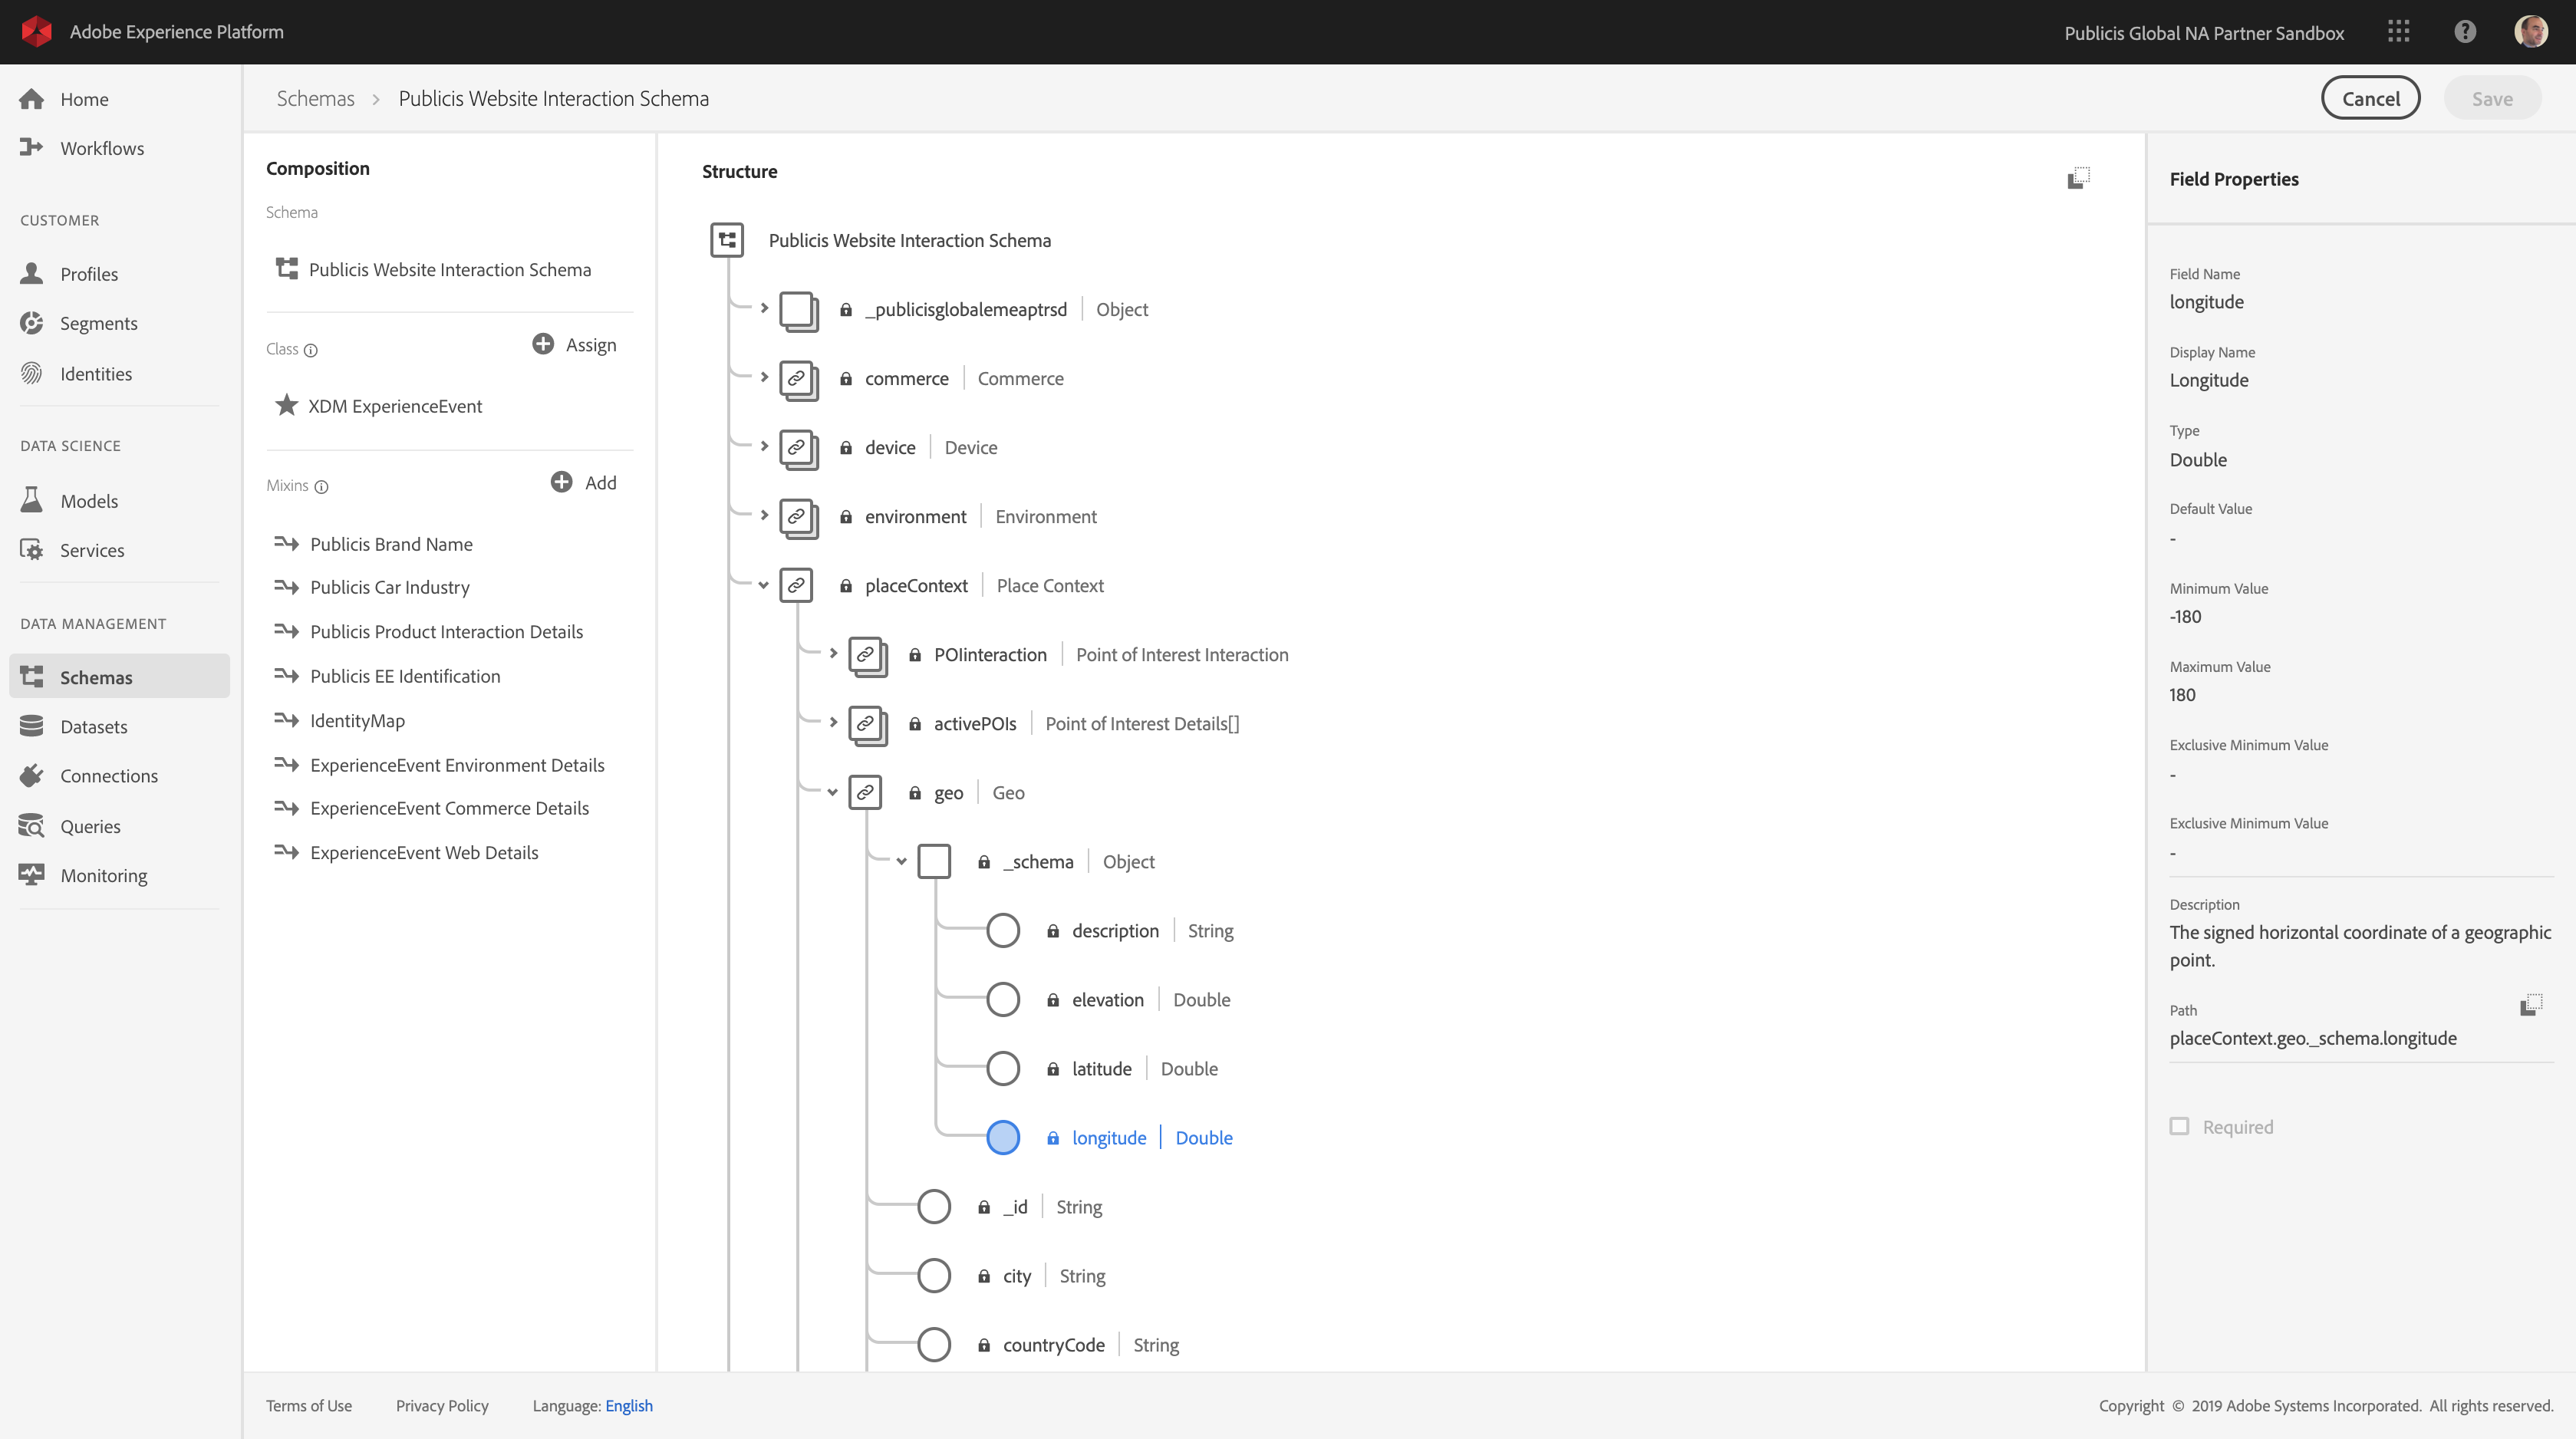 Adobe Experience Platform
Publicis Global NA Partner Sandbox
Home
Workflows
CUSTOMER
Profiles
Segments
Identities
DATA SCIENCE
Models
Services
DATA MANAGEMENT
Schemas
Datasets
Connections
Queries
Monitoring
Schemas > Publicis Website Interaction Schema
Cancel
Save
Composition
Schema
Publicis Website Interaction Schema
Class
Assign
XDM ExperienceEvent
Mixins
Add
Publicis Brand Name
Publicis Car Industry
Publicis Product Interaction Details
Publicis EE Identification
IdentityMap
ExperienceEvent Environment Details
ExperienceEvent Commerce Details
ExperienceEvent Web Details
Structure
Publicis Website Interaction Schema
_publicisglobalemeaptrsd | Object
commerce | Commerce
device | Device
environment | Environment
placeContext | Place Context
POIinteraction | Point of Interest Interaction
activePOIs | Point of Interest Details[]
geo | Geo
_schema | Object
description | String
elevation | Double
latitude | Double
longitude | Double
_id | String
city | String
countryCode | String
Field Properties
Field Name
longitude
Display Name
Longitude
Type
Double
Default Value
-
Minimum Value
-180
Maximum Value
180
Exclusive Minimum Value
-
Exclusive Minimum Value
-
Description
The signed horizontal coordinate of a geographic
point.
Path
placeContext.geo._schema.longitude
Required
Terms of Use
Privacy Policy
Language: English
Copyright © 2019 Adobe Systems Incorporated. All rights reserved.